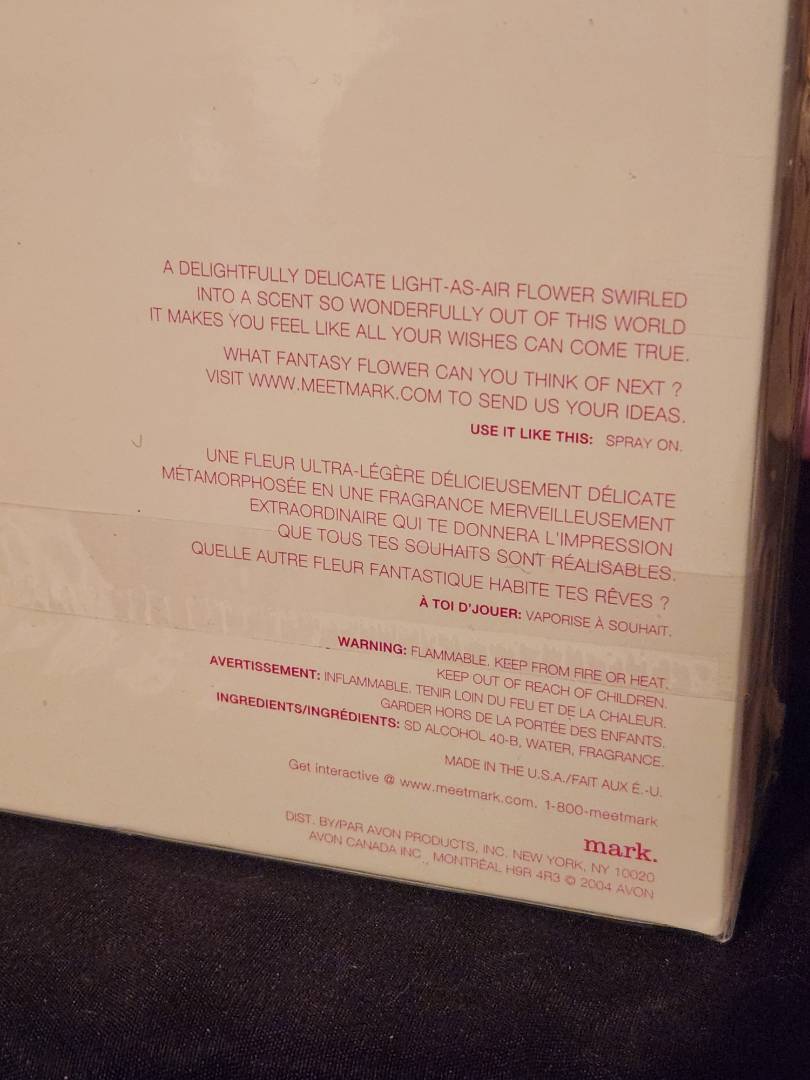 A DELIGHTFULLY DELICATE LIGHT-AS-AIR FLOWER SWIRLED
INTO A SCENT SO WONDERFULLY OUT OF THIS WORLD
IT MAKES YOU FEEL LIKE ALL YOUR WISHES CAN COME TRUE.
WHAT FANTASY FLOWER CAN YOU THINK OF NEXT ?
VISIT WWW.MEETMARK.COM TO SEND US YOUR IDEAS.
USE IT LIKE THIS: SPRAY ON.
UNE FLEUR ULTRA-LÉGÈRE DÉLICIEUSEMENT DÉLICATE
MÉTAMORPHOSÉE EN UNE FRAGRANCE MERVEILLEUSEMENT
EXTRAORDINAIRE QUI TE DONNERA L'IMPRESSION
QUE TOUS TES SOUHAITS SONT RÉALISABLES.
QUELLE AUTRE FLEUR FANTASTIQUE HABITE TES RÊVES ?
À TOI D'JOUER: VAPORISE À SOUHAIT.
WARNING: FLAMMABLE. KEEP FROM FIRE OR HEAT.
KEEP OUT OF REACH OF CHILDREN.
AVERTISSEMENT: INFLAMMABLE. TENIR LOIN DU FEU ET DE LA CHALEUR.
GARDER HORS DE LA PORTÉE DES ENFANTS.
INGREDIENTS/INGRÉDIENTS: SD ALCOHOL 40-B, WATER, FRAGRANCE.
MADE IN THE U.S.A./FAIT AUX É.-U.
Get interactive @ www.meetmark.com. 1-800-meetmark
mark.
DIST. BY/PAR AVON PRODUCTS, INC. NEW YORK, NY 10020
AVON CANADA INC., MONTRÉAL H9R 4R3 © 2004 AVON